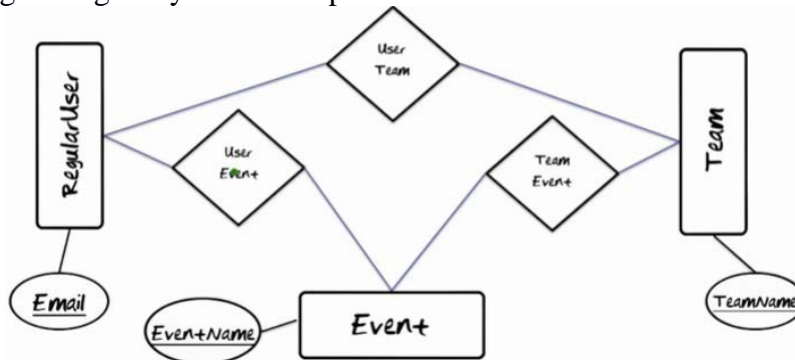 User
Team
RegularUser
User
Event
Team
Event
Team
Email
EventName
Event
TeamName